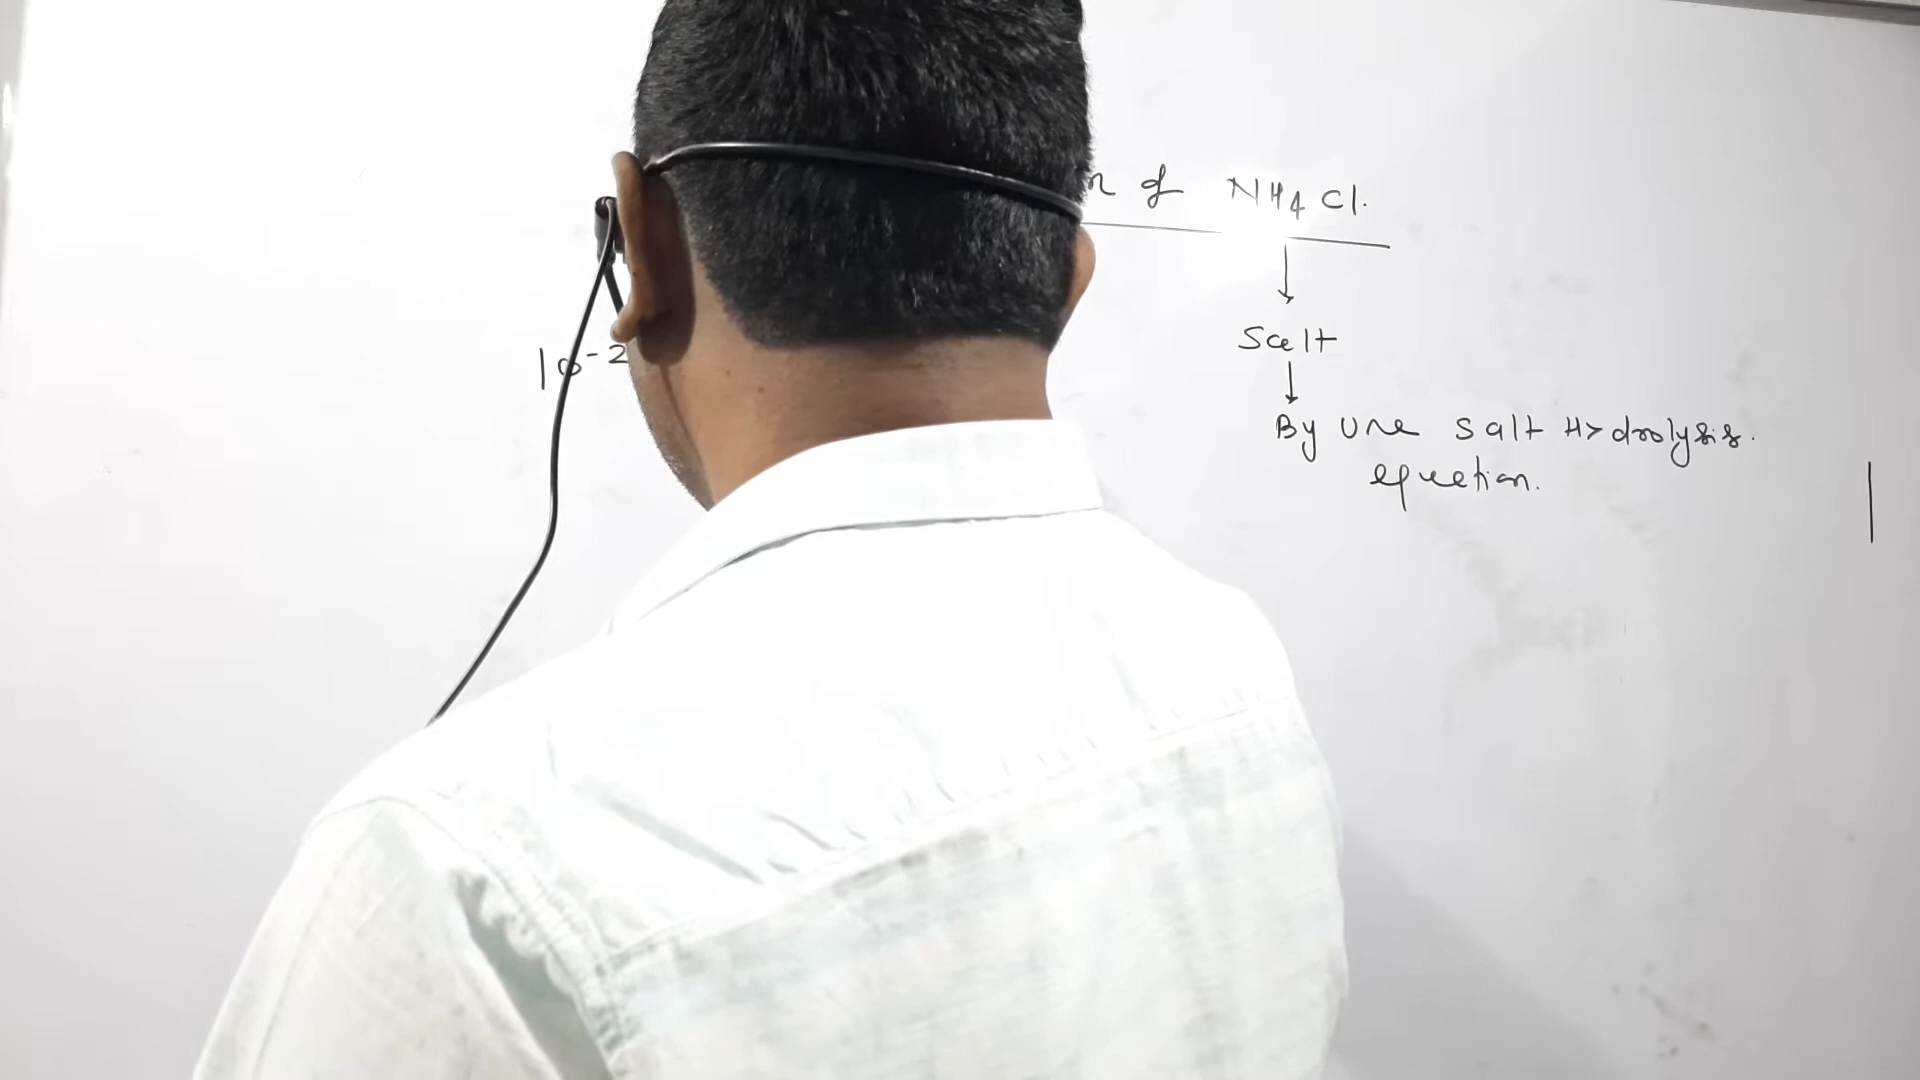 of NH4Cl.
Salt
10-2
By Use Salt Hydrolysis.
equation.